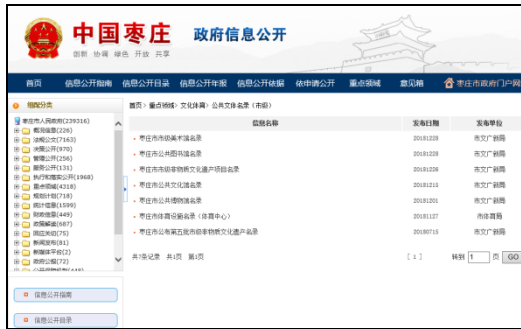 中国枣庄 政府信息公开
创新 协调 绿色 开放 共享
首页 信息公开指南 信息公开目录 信息公开年报 信息公开依据 依申请公开 重点领域 意见箱 枣庄市政府门户网
组配分类
枣庄市人民政府(239316)
概况信息(226)
法规公文(7163)
决策公开(970)
管理公开(256)
服务公开(131)
执行和落实公开(1968)
重点领域(4318)
规划计划(718)
统计信息(1599)
财政信息(449)
政策解读(687)
回应关切(75)
新闻发布(81)
新媒体平台(2)
政府公报(72)
信息公开指南
信息公开目录
首页> 重点领域> 文化体育> 公共文体名录（市级）
信息名称 发布日期 发布单位
枣庄市市级美术馆名录 20181228 市文广新局
枣庄市公共图书馆名录 20181228 市文广新局
枣庄市市级非物质文化遗产项目名录 20181228 市文广新局
枣庄市公共文化馆名录 20181215 市文广新局
枣庄市公共博物馆名录 20181201 市文广新局
枣庄市体育设施名录（体育中心） 20181127 市体育局
枣庄市公布第五批市级非物质文化遗产名录 20180715 市文广新局
共7条记录 共1页 第1页 [ 1 ] 转到 1 页 GO